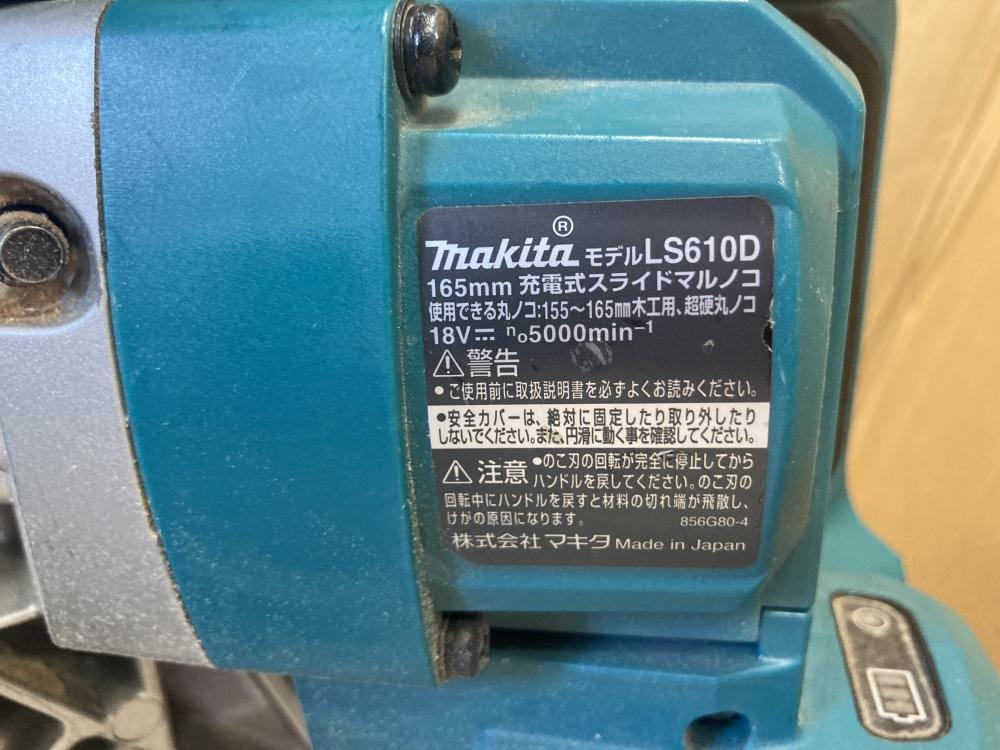 makita® モデルLS610D
165mm 充電式スライドマルノコ
使用できる丸ノコ:155～165mm木工用、超硬丸ノコ
18V⎓ n₀5000min⁻¹
⚠警告
●ご使用前に取扱説明書を必ずよくお読みください。
●安全カバーは、絶対に固定したり取り外したり
しないでください。また、円滑に動く事を確認してください。
⚠注意 ●のこ刃の回転が完全に停止してから
ハンドルを戻してください。のこ刃の
回転中にハンドルを戻すと材料の切れ端が飛散し、
けがの原因になります。 856G80-4
株式会社マキタ Made in Japan